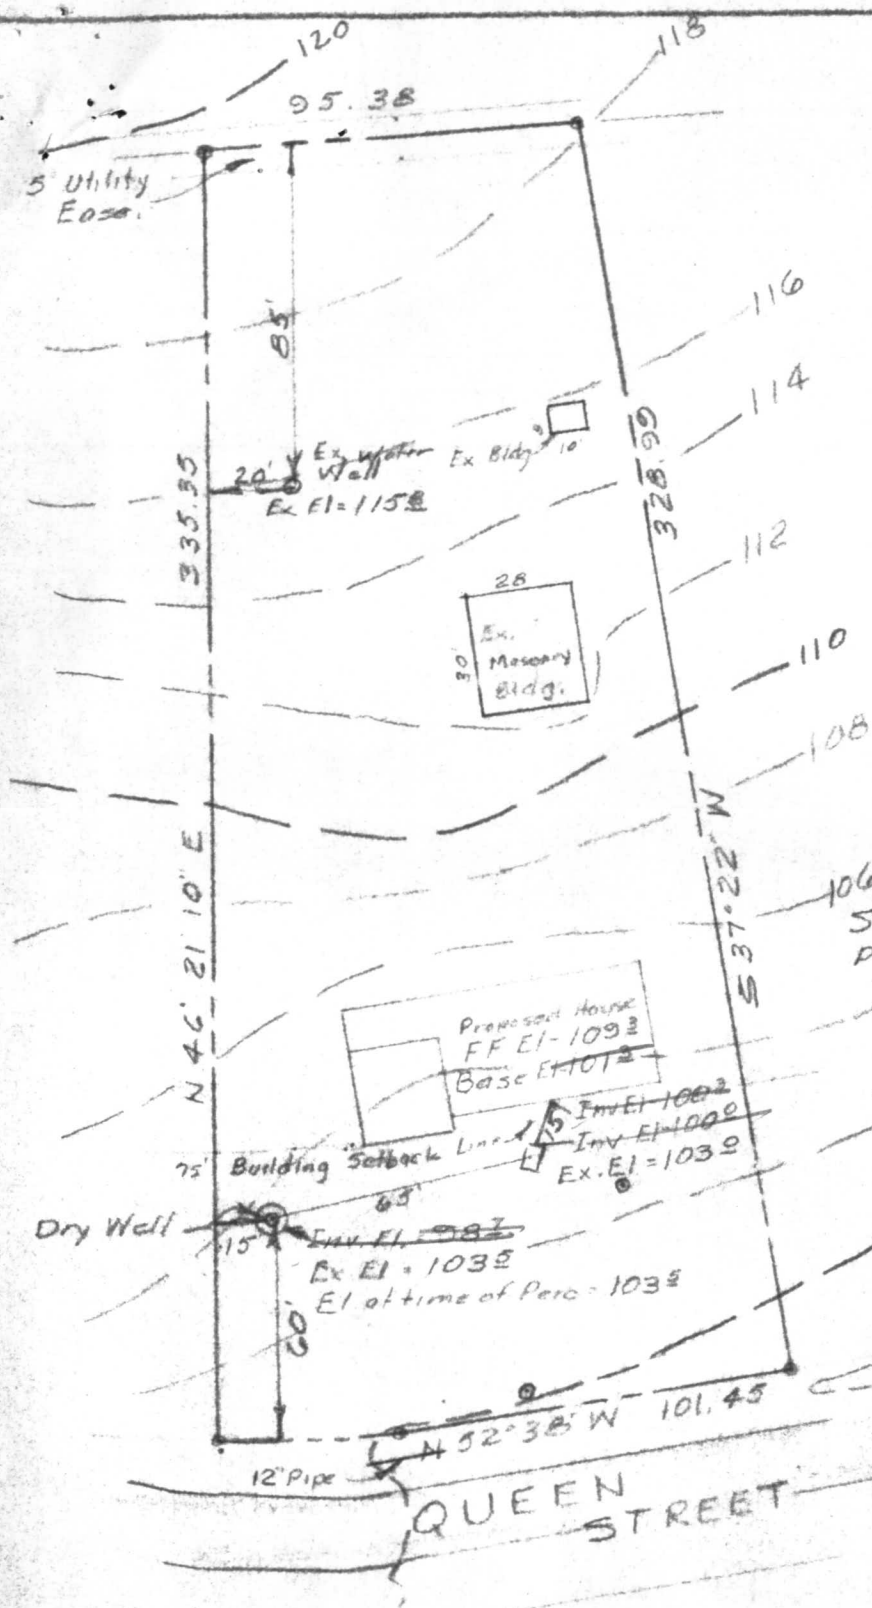 120
118
95.38
5' Utility
Ease.
116
85'
114
Ex. Water
Well
20'
Ex El = 115.8
Ex Bldg
10'
335.35
328.99
112
28
Ex.
Masonry
Bldg.
30'
110
108
106
N 46° 21' 10" E
S 37° 22' W
Proposed House
FF El - 109.3
Base El 101.3
15'
Inv El 100.2
Inv El 100.0
Ex. El = 103.0
75' Building Setback Line
65'
Dry Well
15'
Inv. El. = 98.7
Ex El = 103.5
El at time of Perc = 103.5
60'
N 52° 38' W 101.45
12" Pipe
QUEEN
STREET